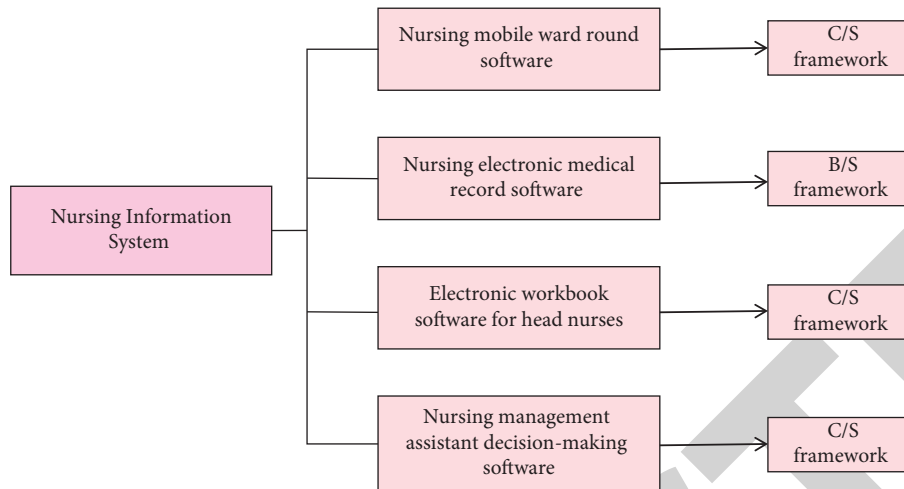 Nursing mobile ward round
software
C/S
framework
Nursing electronic medical
record software
B/S
framework
Nursing Information
System
Electronic workbook
software for head nurses
C/S
framework
Nursing management
assistant decision-making
software
C/S
framework